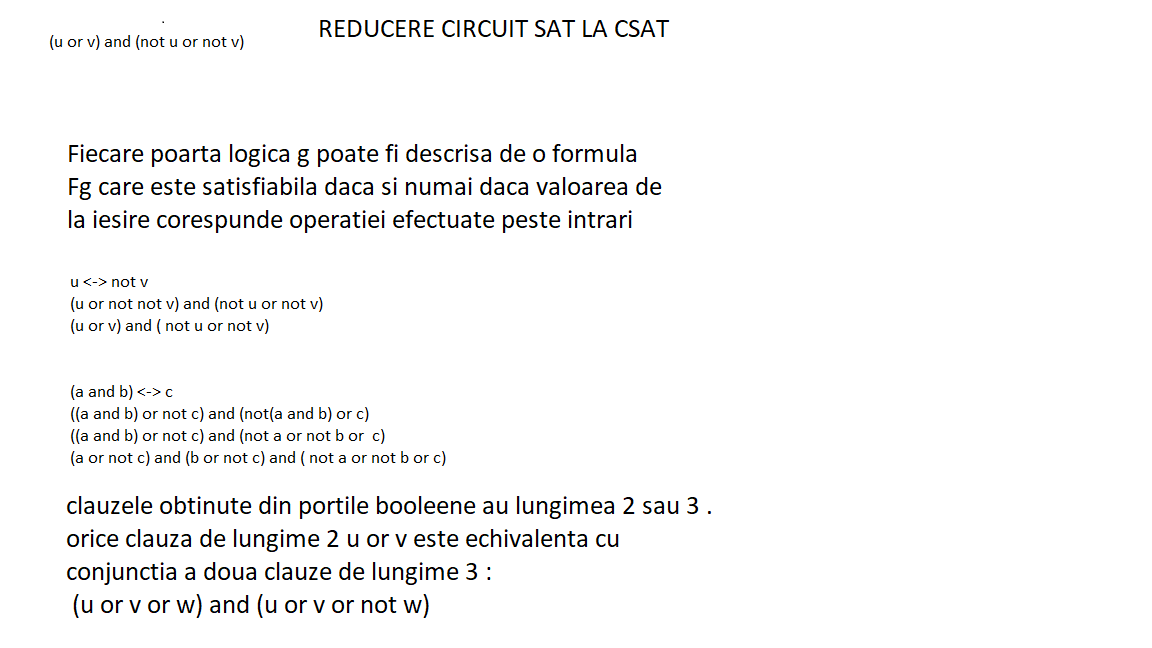 REDUCERE CIRCUIT SAT LA CSAT
(u or v) and (not u or not v)
Fiecare poarta logica g poate fi descrisa de o formula
Fg care este satisfiabila daca si numai daca valoarea de
la iesire corespunde operatiei efectuate peste intrari
u <-> not v
(u or not not v) and (not u or not v)
(u or v) and ( not u or not v)
(a and b) <-> c
((a and b) or not c) and (not(a and b) or c)
((a and b) or not c) and (not a or not b or  c)
(a or not c) and (b or not c) and ( not a or not b or c)
clauzele obtinute din portile booleene au lungimea 2 sau 3 .
orice clauza de lungime 2 u or v este echivalenta cu
conjunctia a doua clauze de lungime 3 :
(u or v or w) and (u or v or not w)